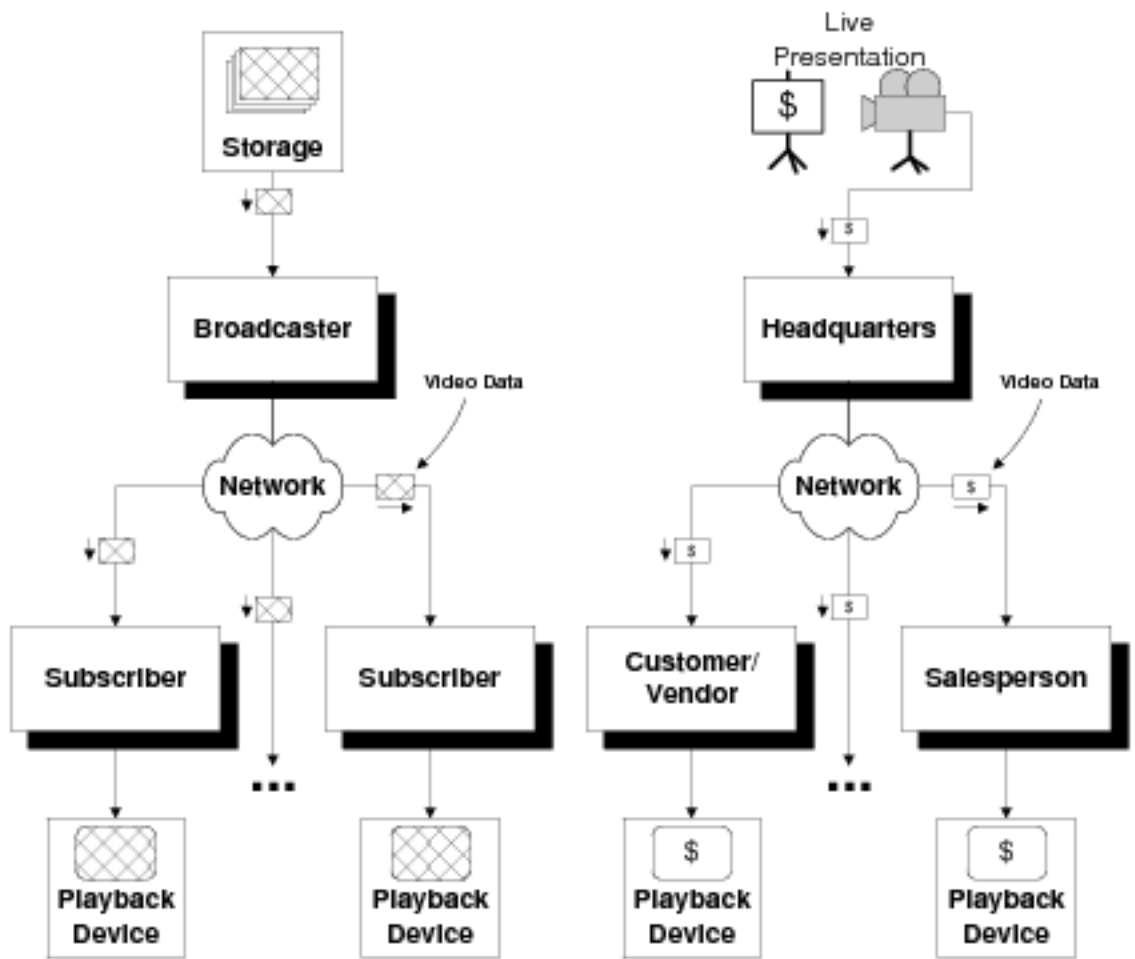 Storage
Broadcaster
Video Data
Network
Subscriber
Subscriber
...
Playback
Device
Playback
Device
Live
Presentation
$
$
Headquarters
Video Data
Network
$
$
$
Customer/
Vendor
Salesperson
...
$
Playback
Device
$
Playback
Device